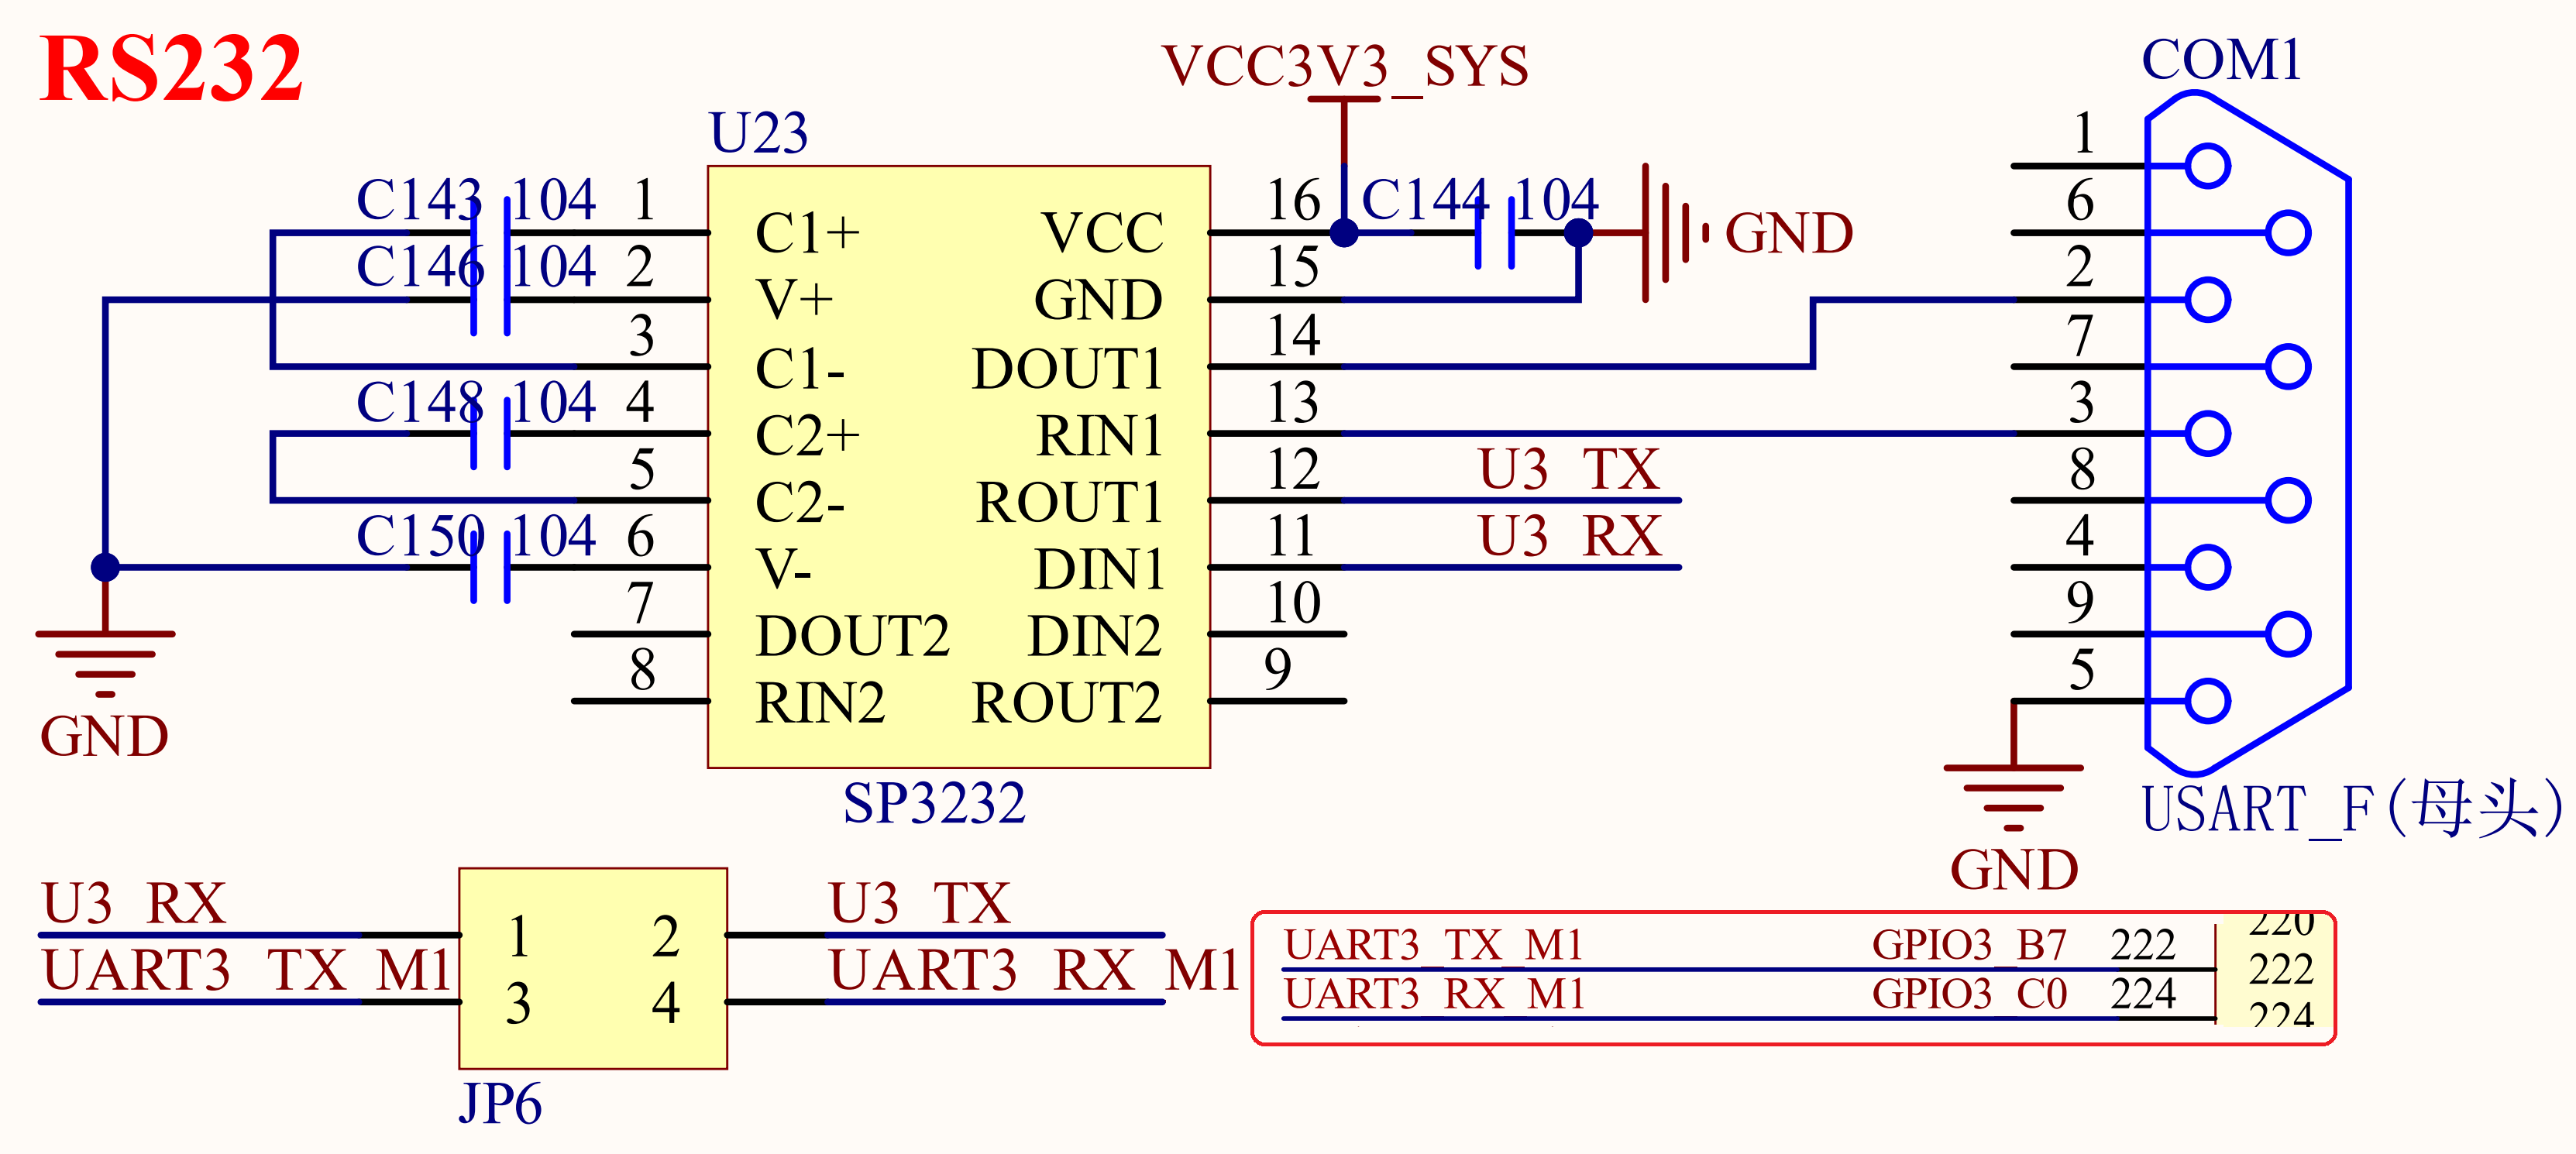 RS232
VCC3V3_SYS
COM1
U23
C143 104 1 C1+ VCC 16 C144 104 GND
C146 104 2 V+ GND 15
3 C1- DOUT1 14
C148 104 4 C2+ RIN1 13
5 C2- ROUT1 12 U3_TX
C150 104 6 V- DIN1 11 U3_RX
7 DOUT2 DIN2 10
8 RIN2 ROUT2 9
GND
SP3232
1
6
2
7
3
8
4
9
5
GND
USART_F(母头)
U3_RX 1 2 U3_TX
UART3_TX_M1 3 4 UART3_RX_M1
JP6
220
UART3_TX_M1 GPIO3_B7 222 222
UART3_RX_M1 GPIO3_C0 224 224